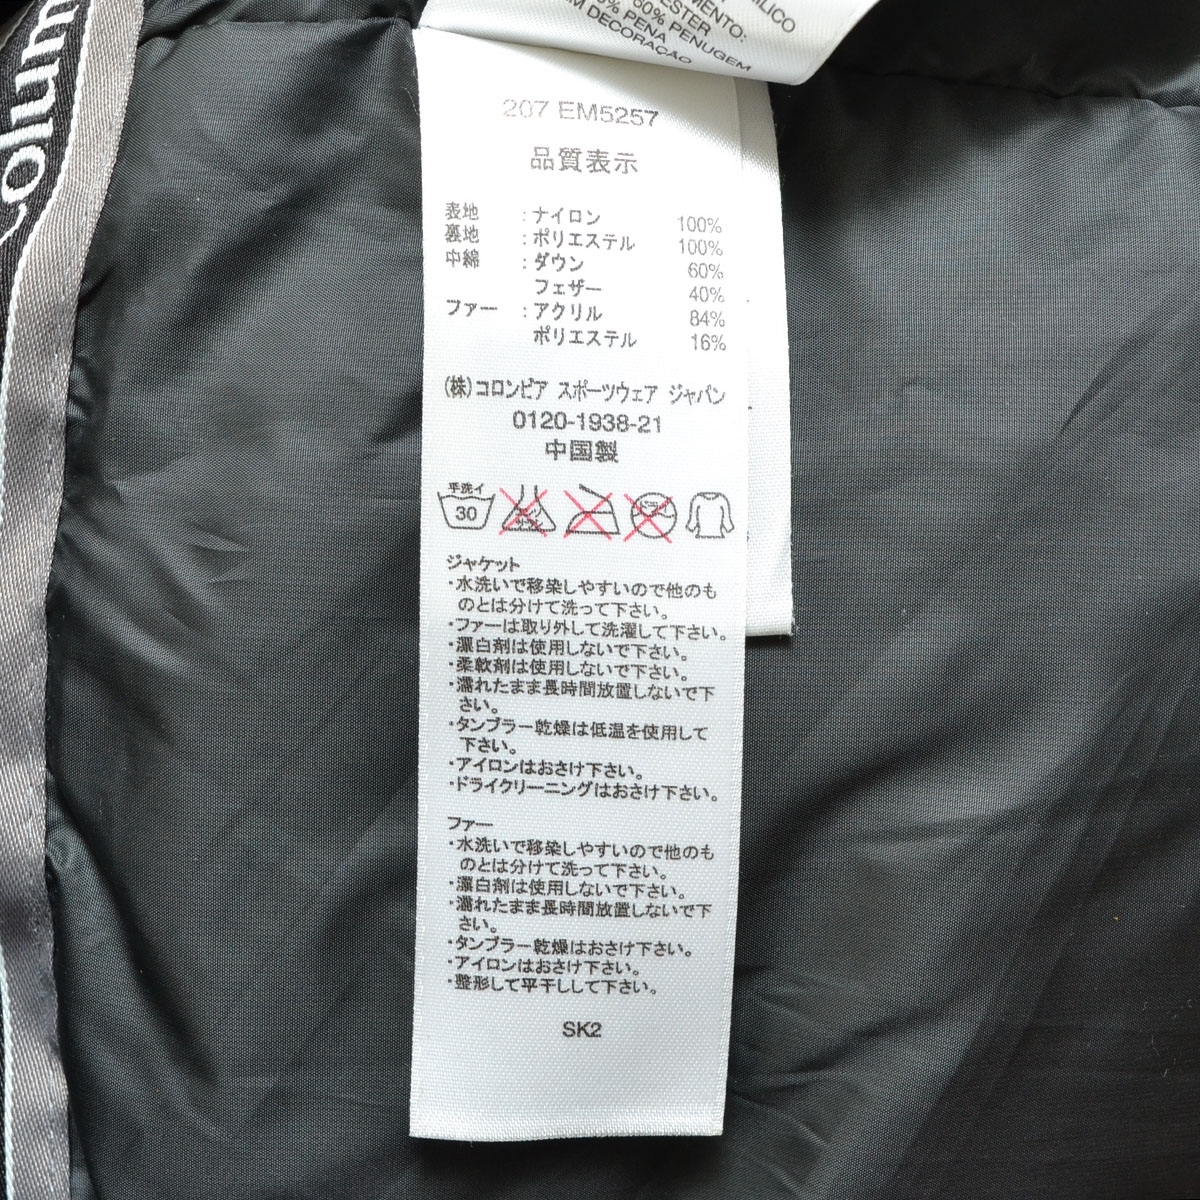 Colum
ILICO
MENTO:
ESTER
60% PENUGEM
% PENA
M DECORAÇÃO
207 EM5257
品質表示
表地 : ナイロン 100%
裏地 : ポリエステル 100%
中綿 : ダウン 60%
フェザー 40%
ファー : アクリル 84%
ポリエステル 16%
(株)コロンビア スポーツウェア ジャパン
0120-1938-21
中国製
手洗イ
30
ジャケット
・水洗いで移染しやすいので他のも
のとは分けて洗って下さい。
・ファーは取り外して洗濯して下さい。
・漂白剤は使用しないで下さい。
・柔軟剤は使用しないで下さい。
・濡れたまま長時間放置しないで下
さい。
・タンブラー乾燥は低温を使用して
下さい。
・アイロンはおさけ下さい。
・ドライクリーニングはおさけ下さい。
ファー
・水洗いで移染しやすいので他のも
のとは分けて洗って下さい。
・漂白剤は使用しないで下さい。
・濡れたまま長時間放置しないで下
さい。
・タンブラー乾燥はおさけ下さい。
・アイロンはおさけ下さい。
・整形して平干しして下さい。
SK2